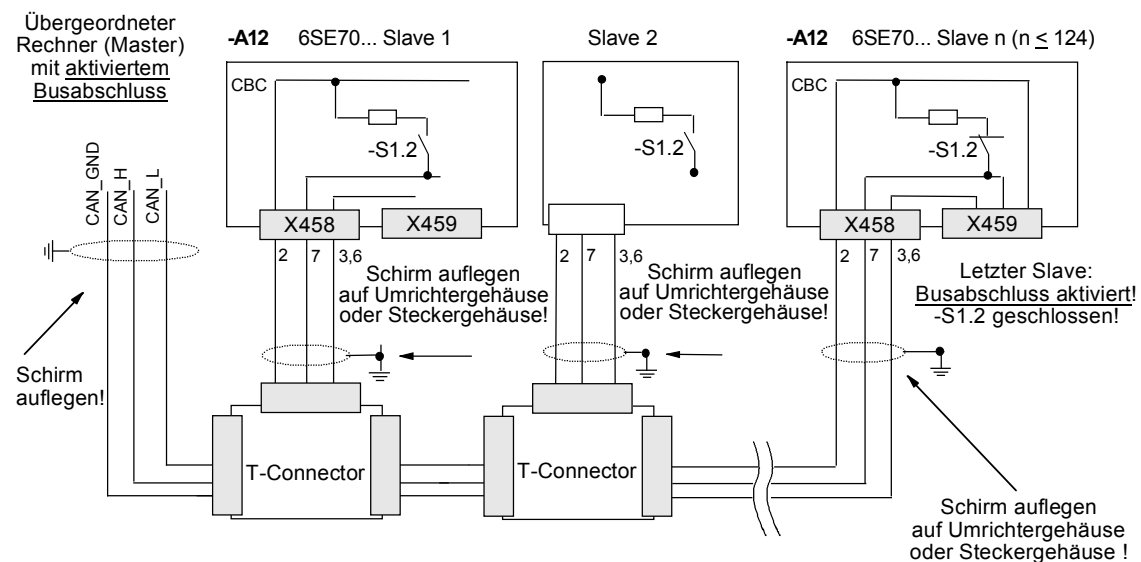 Übergeordneter
Rechner (Master)
mit aktiviertem
Busabschluss
-A12 6SE70... Slave 1
Slave 2
-A12 6SE70... Slave n (n ≤ 124)
CBC
CBC
-S1.2
-S1.2
-S1.2
CAN_GND
CAN_H
CAN_L
X458
X459
X458
X459
2 7 3,6
2 7 3,6
2 7 3,6
Schirm auflegen
auf Umrichtergehäuse
oder Steckergehäuse!
Schirm auflegen
auf Umrichtergehäuse
oder Steckergehäuse!
Letzter Slave:
Busabschluss aktiviert!
-S1.2 geschlossen!
Schirm
auflegen!
T-Connector
T-Connector
Schirm auflegen
auf Umrichtergehäuse
oder Steckergehäuse !